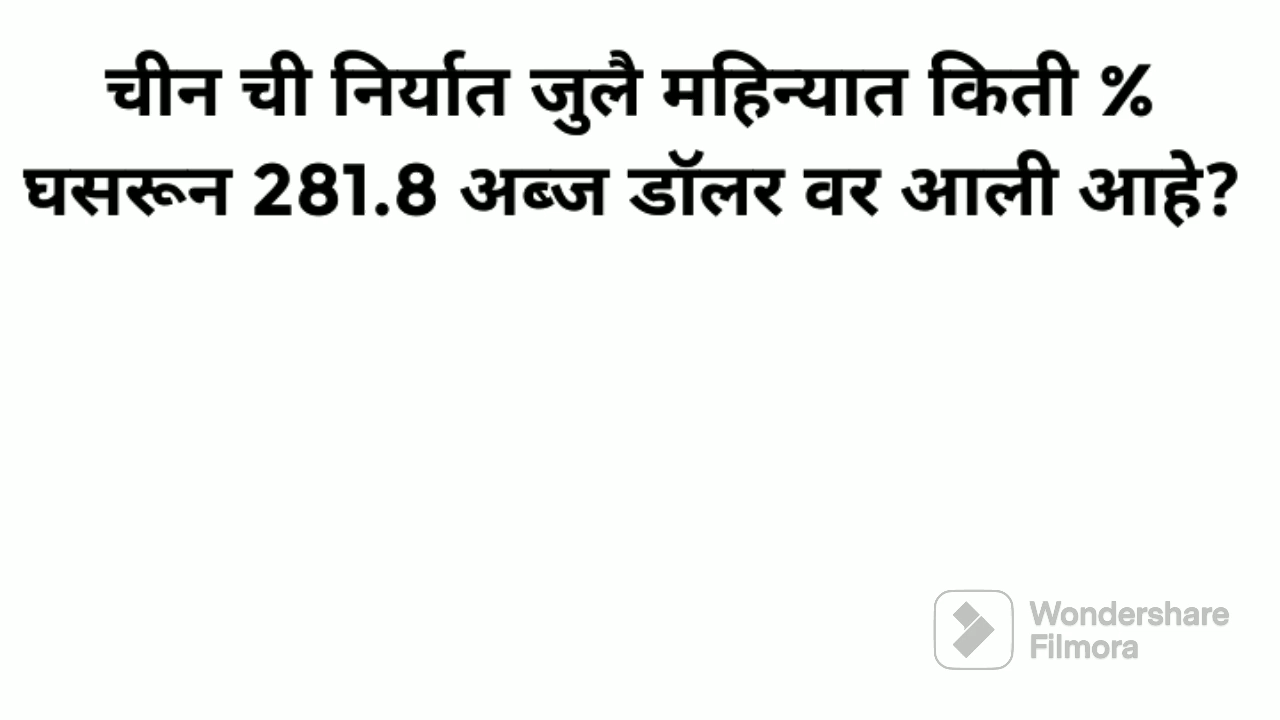 चीन ची निर्यात जुलै महिन्यात किती %
घसरून 281.8 अब्ज डॉलर वर आली आहे?
Wondershare
Filmora